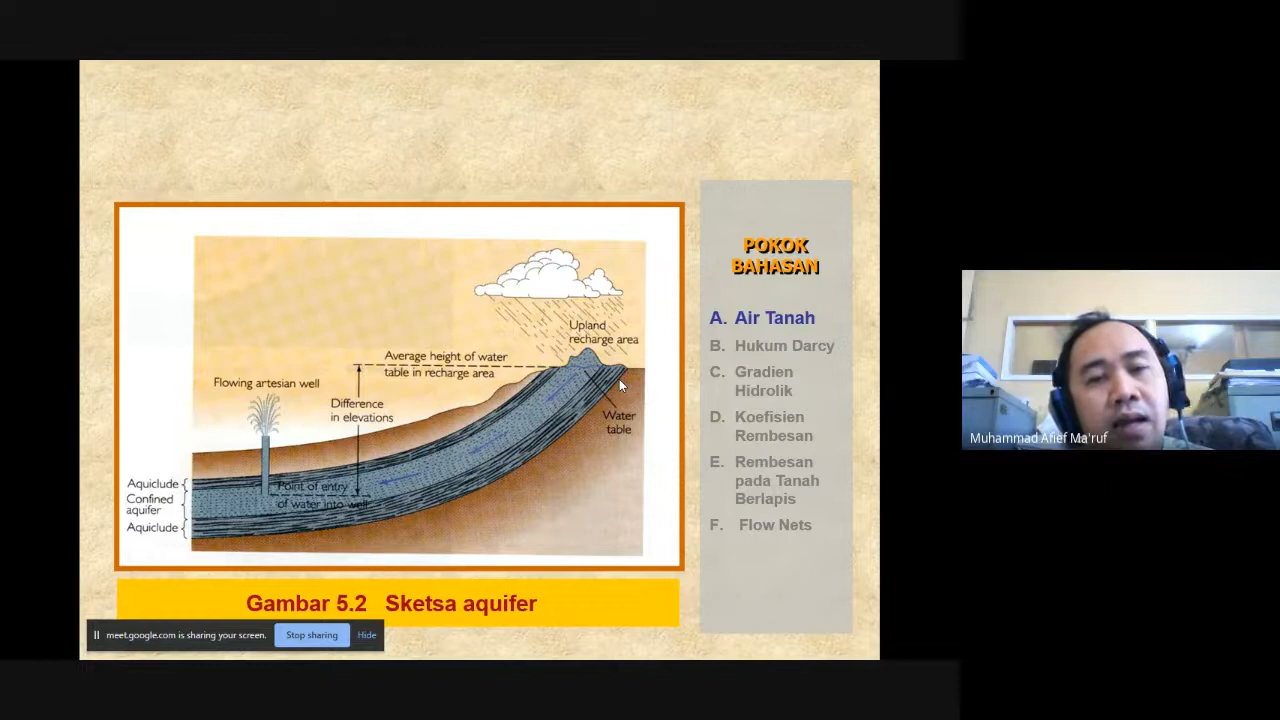 Upland
recharge area
Average height of water
table in recharge area
Flowing artesian well
Difference
in elevations
Water
table
Aquiclude
Confined
aquifer
Aquiclude
Point of entry
of water into well
Gambar 5.2 Sketsa aquifer
POKOK
BAHASAN
A. Air Tanah
B. Hukum Darcy
C. Gradien
Hidrolik
D. Koefisien
Rembesan
E. Rembesan
pada Tanah
Berlapis
F. Flow Nets
meet.google.com is sharing your screen.
Stop sharing
Hide
Muhammad Afief Ma'ruf